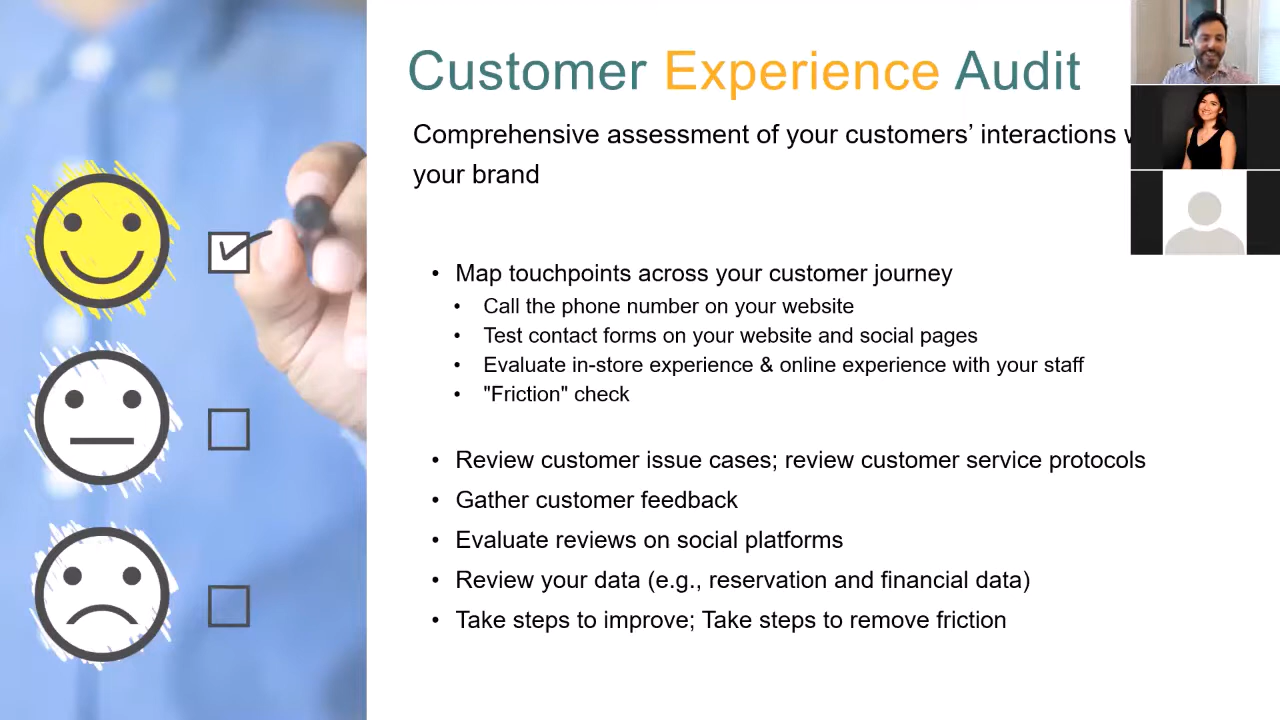 Customer Experience Audit
Comprehensive assessment of your customers’ interactions
your brand
• Map touchpoints across your customer journey
• Call the phone number on your website
• Test contact forms on your website and social pages
• Evaluate in-store experience & online experience with your staff
• "Friction" check
• Review customer issue cases; review customer service protocols
• Gather customer feedback
• Evaluate reviews on social platforms
• Review your data (e.g., reservation and financial data)
• Take steps to improve; Take steps to remove friction